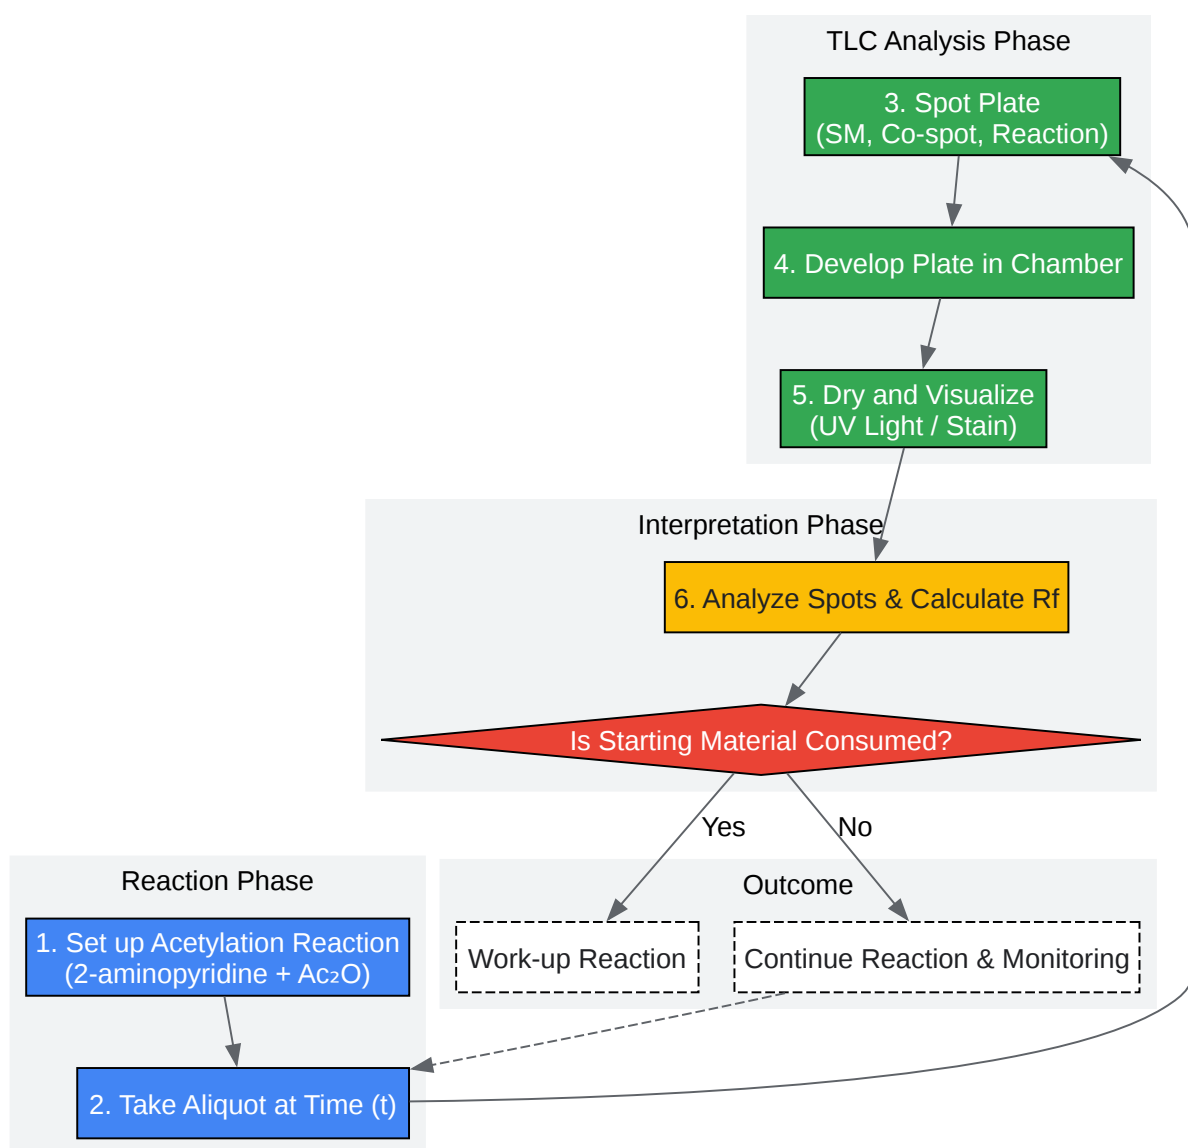 TLC Analysis Phase
3. Spot Plate
(SM, Co-spot, Reaction)
4. Develop Plate in Chamber
5. Dry and Visualize
(UV Light / Stain)
Interpretation Phase
6. Analyze Spots & Calculate Rf
Is Starting Material Consumed?
Yes
No
Outcome
Work-up Reaction
Continue Reaction & Monitoring
Reaction Phase
1. Set up Acetylation Reaction
(2-aminopyridine + Ac₂O)
2. Take Aliquot at Time (t)